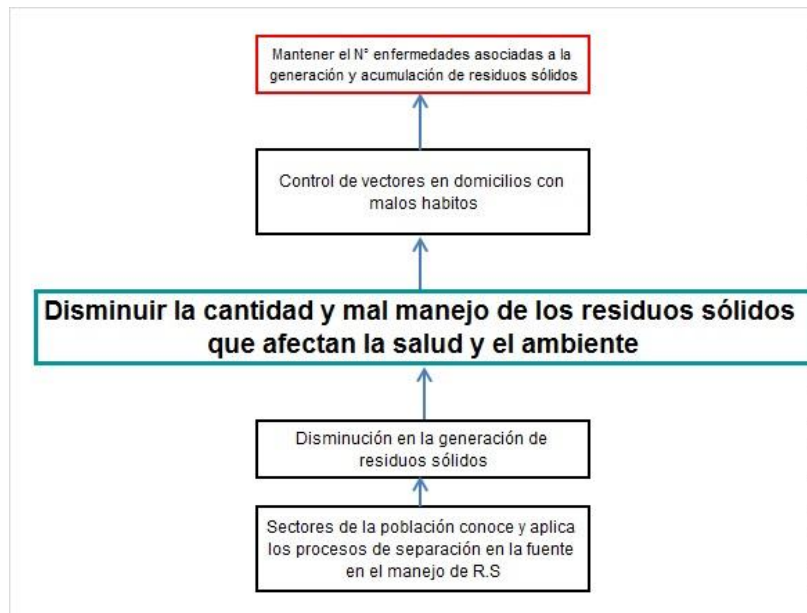 Mantener el N° enfermedades asociadas a la
generación y acumulación de residuos sólidos
Control de vectores en domicilios con
malos habitos
Disminuir la cantidad y mal manejo de los residuos sólidos
que afectan la salud y el ambiente
Disminución en la generación de
residuos sólidos
Sectores de la población conoce y aplica
los procesos de separación en la fuente
en el manejo de R.S